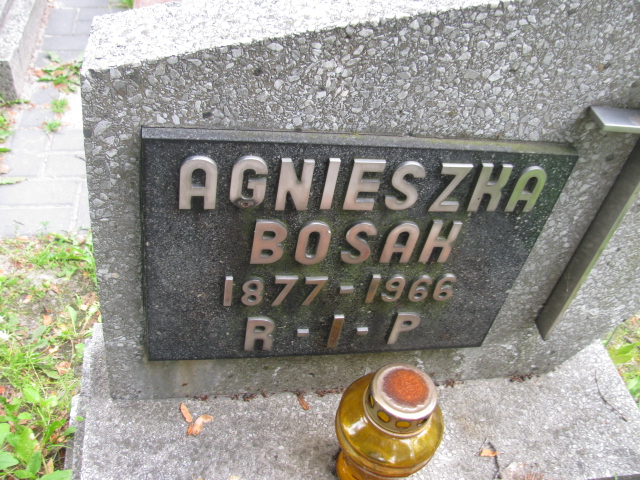 AGNIESZKA
BOSAK
1877-1966
R-I-P